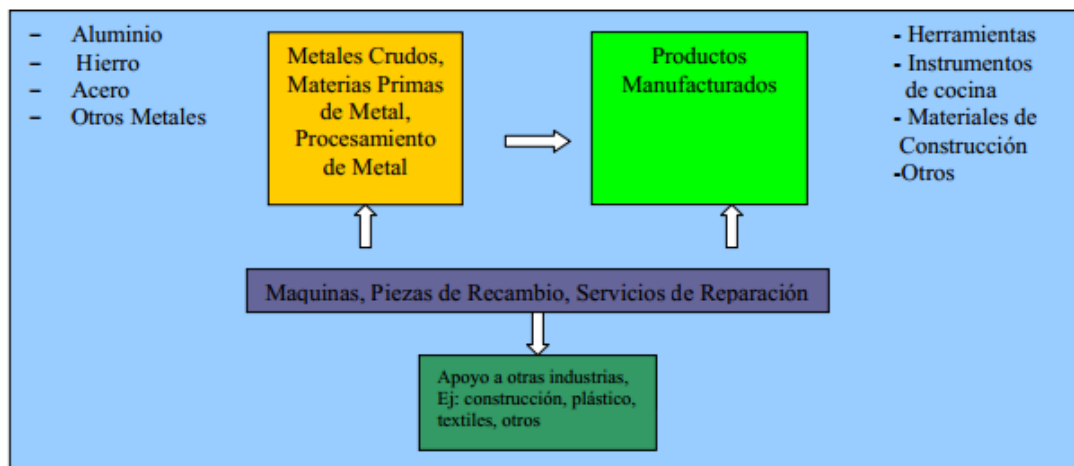 – Aluminio
– Hierro
– Acero
– Otros Metales
Metales Crudos,
Materias Primas
de Metal,
Procesamiento
de Metal
Productos
Manufacturados
- Herramientas
- Instrumentos
de cocina
- Materiales de
Construcción
-Otros
Maquinas, Piezas de Recambio, Servicios de Reparación
Apoyo a otras industrias,
Ej: construcción, plástico,
textiles, otros